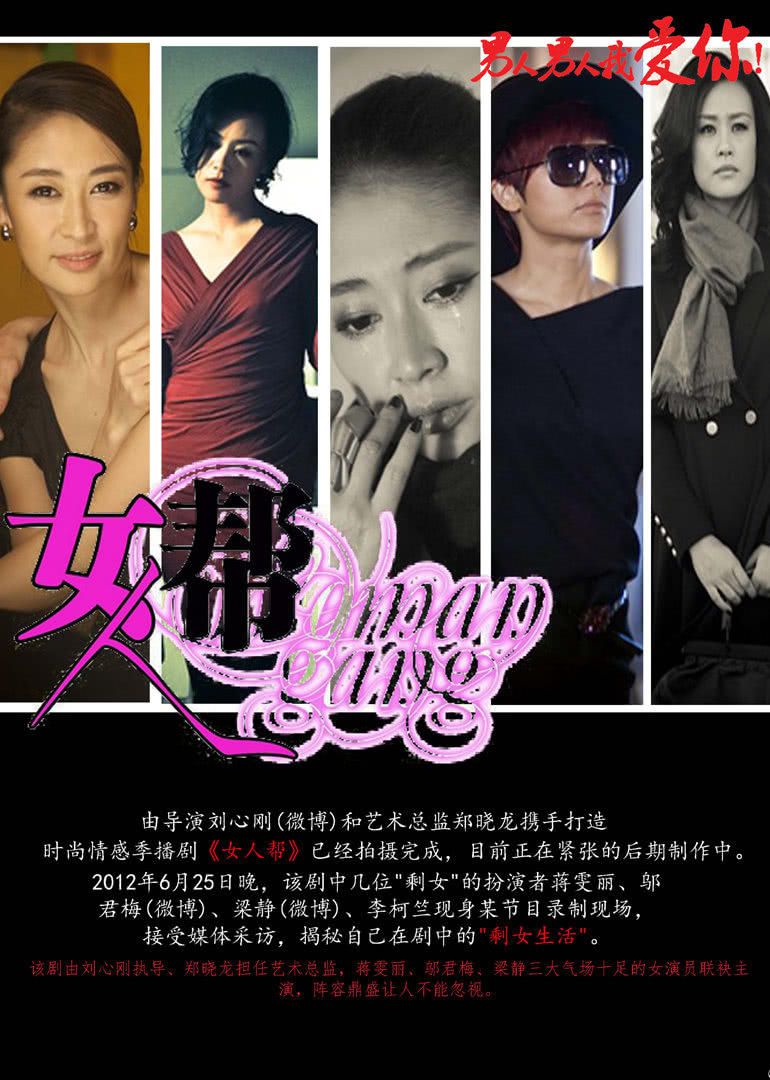 男人男人我爱你!
女人帮
woman
gang
由导演刘心刚(微博)和艺术总监郑晓龙携手打造
时尚情感季播剧《女人帮》已经拍摄完成，目前正在紧张的后期制作中。
2012年6月25日晚，该剧中几位"剩女"的扮演者蒋雯丽、邬
君梅(微博)、梁静(微博)、李柯竺现身某节目录制现场，
接受媒体采访，揭秘自己在剧中的"剩女生活"。
该剧由刘心刚执导、郑晓龙担任艺术总监，蒋雯丽、邬君梅、梁静三大气场十足的女演员联袂主
演，阵容鼎盛让人不能忽视。